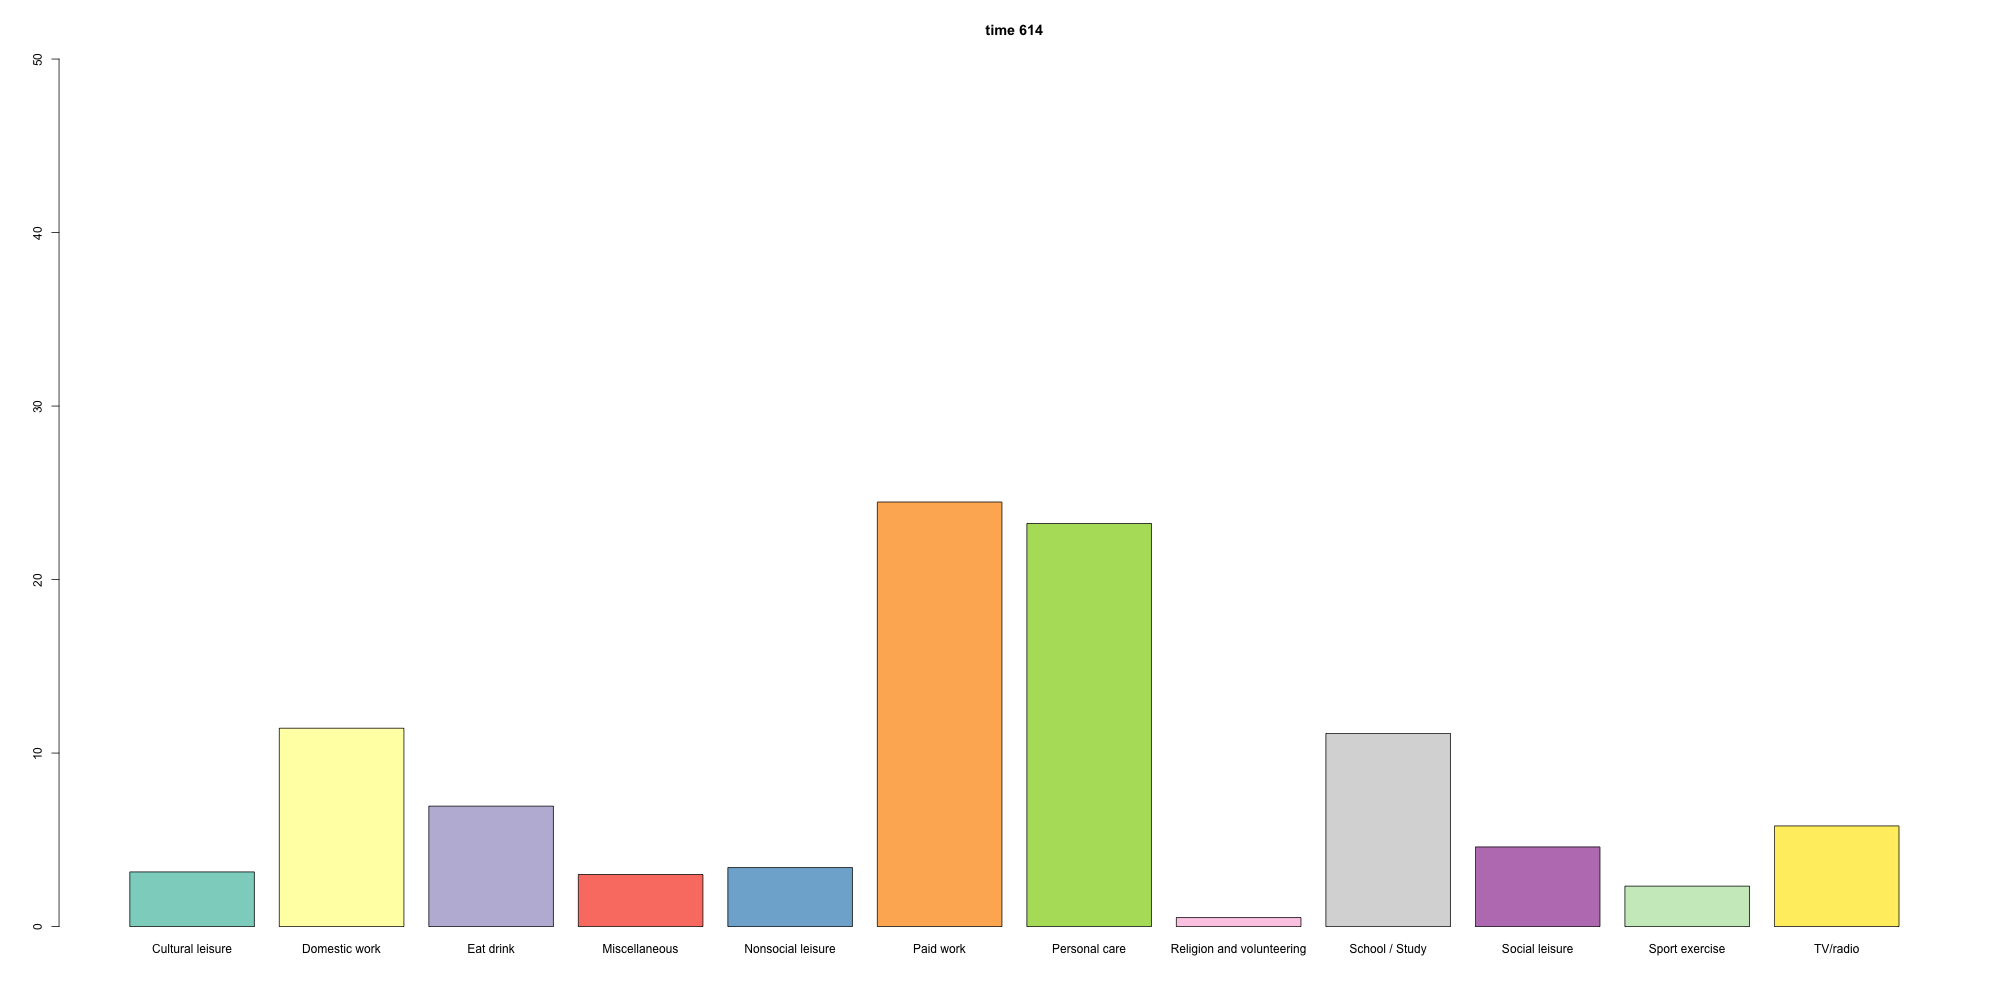 time 614
50
40
30
20
10
0
Cultural leisure
Domestic work
Eat drink
Miscellaneous
Nonsocial leisure
Paid work
Personal care
Religion and volunteering
School / Study
Social leisure
Sport exercise
TV/radio